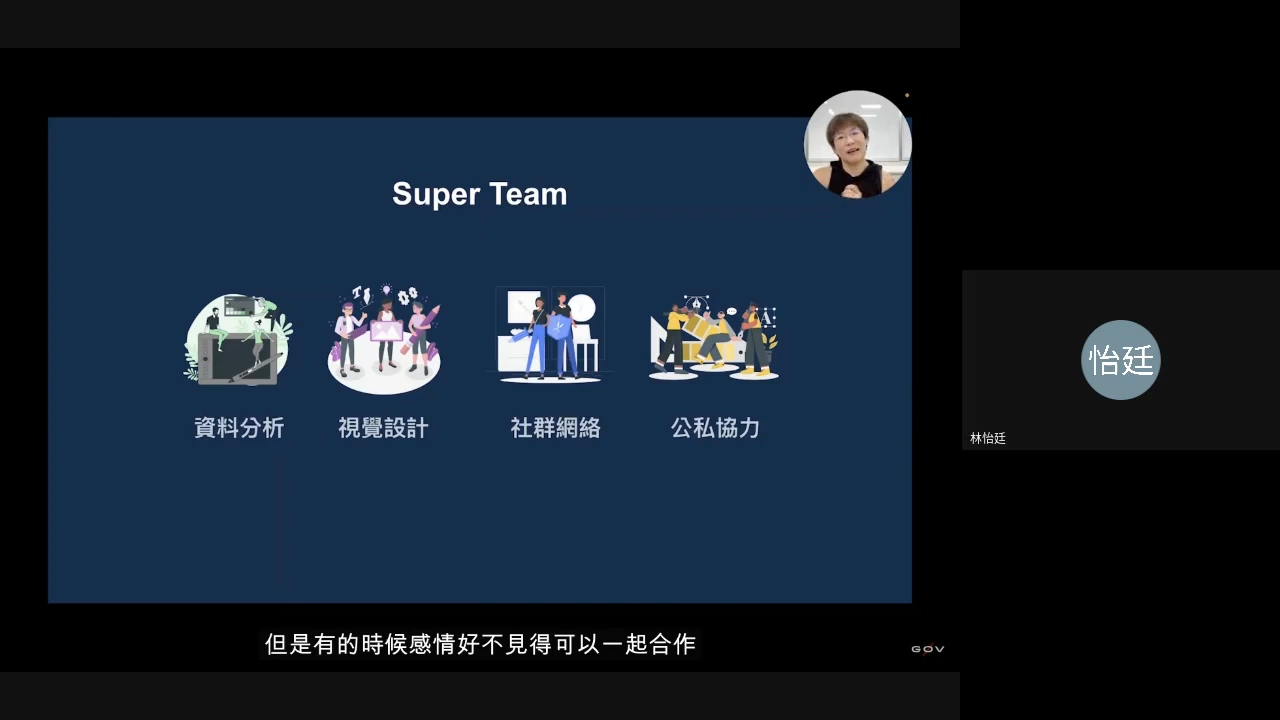 Super Team
資料分析
視覺設計
社群網絡
公私協力
怡廷
林怡廷
但是有的時候感情好不見得可以一起合作
GOV